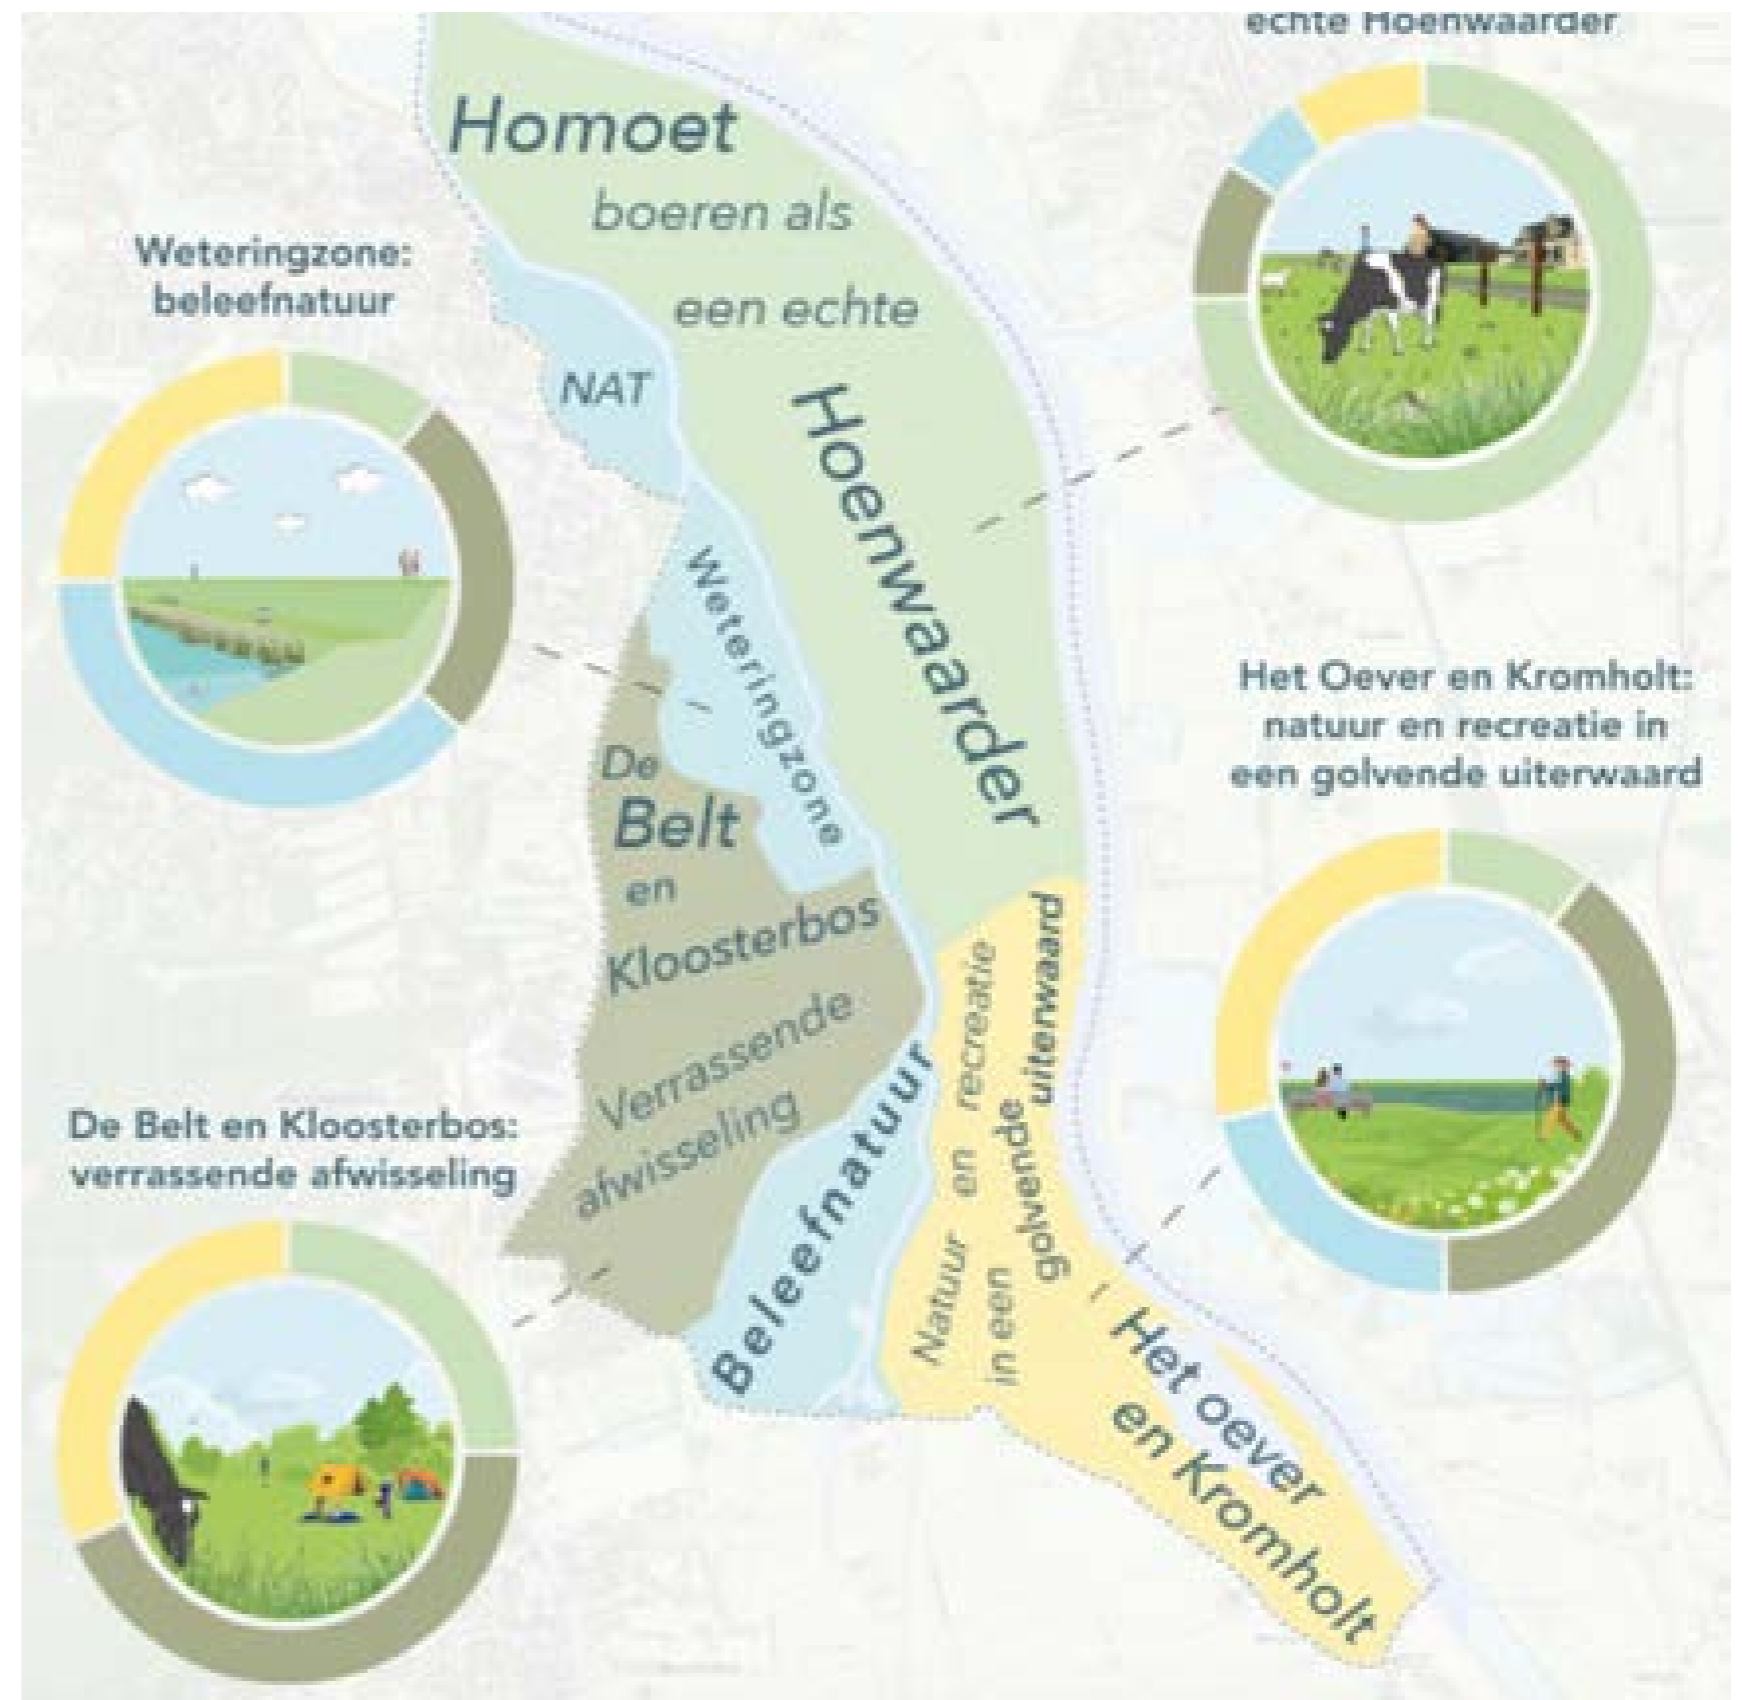 echte Hoenwaarder
Homoet
boeren als
een echte
Hoenwaarder
Weteringzone:
beleefnatuur
NAT
Weteringzone
De
Belt
en
Kloosterbos
Verrassende
afwisseling
Beleefnatuur
Natuur en recreatie
in een golvende uiterwaard
Het oever
en Kromholt
Het Oever en Kromholt:
natuur en recreatie in
een golvende uiterwaard
De Belt en Kloosterbos:
verrassende afwisseling